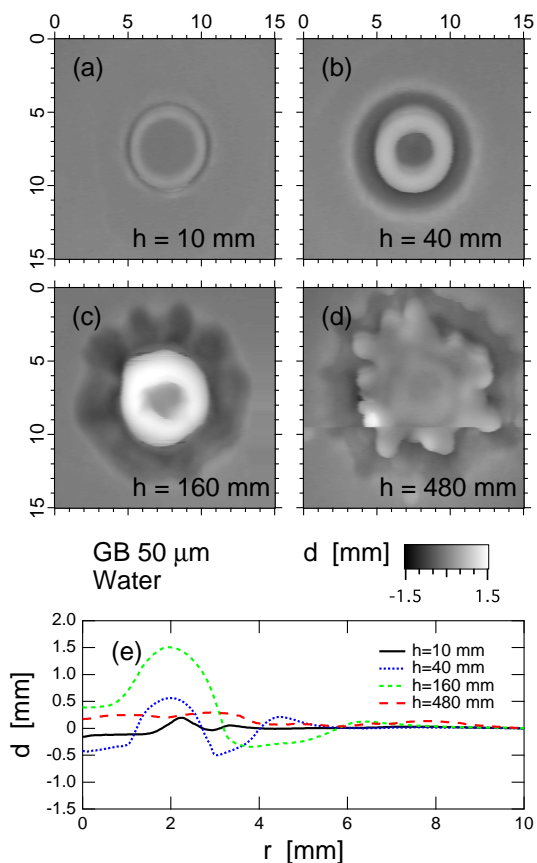 0 5 10 15 0 5 10 15
0
(a) (b)
5
10
h = 10 mm h = 40 mm
15
0
(c) (d)
5
10
h = 160 mm h = 480 mm
15
GB 50 μm d [mm]
Water -1.5 1.5
2.0
(e)
h=10 mm
1.5
h=40 mm
1.0
h=160 mm
0.5
h=480 mm
0.0
-0.5
-1.0
-1.5
d [mm]
0 2 4 6 8 10
r [mm]